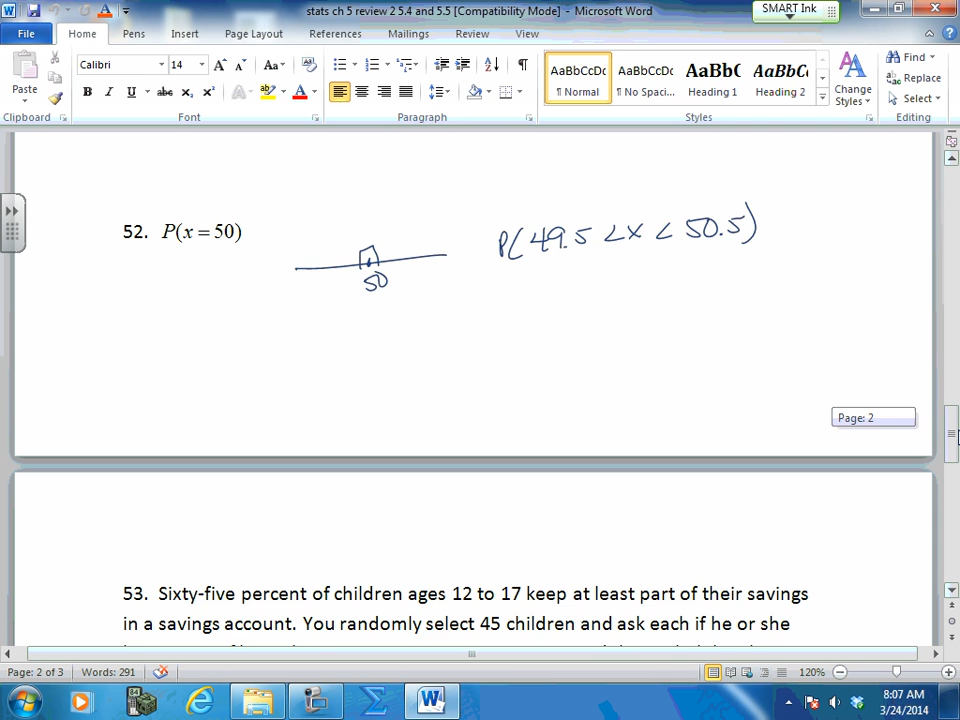 stats ch 5 review 2 5.4 and 5.5 [Compatibility Mode] - Microsoft Word
SMART Ink
File Home Pens Insert Page Layout References Mailings Review View
Calibri 14 Aa
AaBbCcDc AaBbCcDc AaBbC AaBbCc
Paste
B I U abc x₂ x² A A
¶ Normal ¶ No Spaci... Heading 1 Heading 2
Change Styles
Find
Replace
Select
Clipboard Font Paragraph Styles Editing
52. P(x = 50)
P(49.5 < x < 50.5)
50
Page: 2
53. Sixty-five percent of children ages 12 to 17 keep at least part of their savings
in a savings account. You randomly select 45 children and ask each if he or she
Page: 2 of 3 Words: 291 120%
8:07 AM
3/24/2014